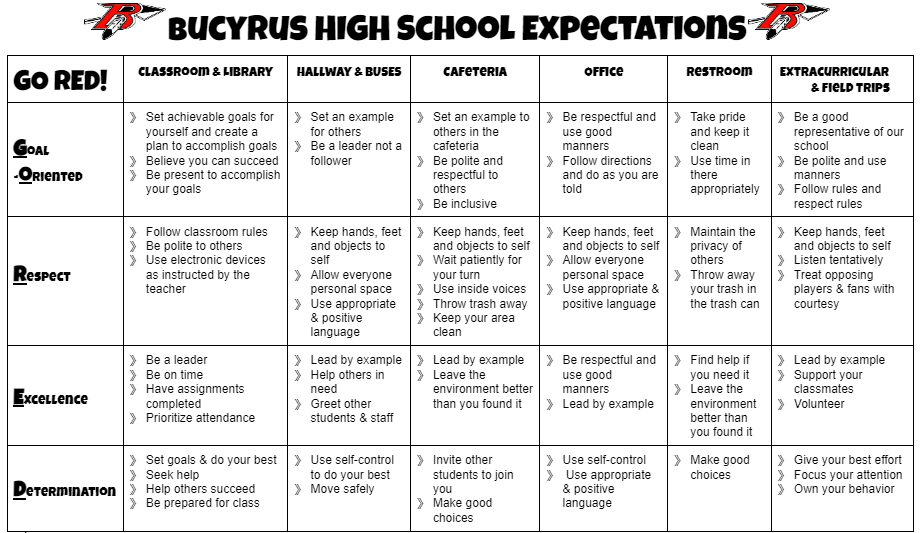 BUCYRUS HIGH SCHOOL EXPECTATIONS
GO RED!
CLASSROOM & LIBRARY
HALLWAY & BUSES
CAFETERIA
OFFICE
RESTROOM
EXTRACURRICULAR
& FIELD TRIPS
GOAL
-ORIENTED
》 Set achievable goals for
yourself and create a
plan to accomplish goals
》 Believe you can succeed
》 Be present to accomplish
your goals
》 Set an example
for others
》 Be a leader not a
follower
》 Set an example to
others in the
cafeteria
》 Be polite and
respectful to
others
》 Be inclusive
》 Be respectful and
use good
manners
》 Follow directions
and do as you are
told
》 Take pride
and keep it
clean
》 Use time in
there
appropriately
》 Be a good
representative of our
school
》 Be polite and use
manners
》 Follow rules and
respect rules
RESPECT
》 Follow classroom rules
》 Be polite to others
》 Use electronic devices
as instructed by the
teacher
》 Keep hands, feet
and objects to
self
》 Allow everyone
personal space
》 Use appropriate
& positive
language
》 Keep hands, feet
and objects to self
》 Wait patiently for
your turn
》 Use inside voices
》 Throw trash away
》 Keep your area
clean
》 Keep hands, feet
and objects to self
》 Allow everyone
personal space
》 Use appropriate &
positive language
》 Maintain the
privacy of
others
》 Throw away
your trash in
the trash can
》 Keep hands, feet
and objects to self
》 Listen tentatively
》 Treat opposing
players & fans with
courtesy
EXCELLENCE
》 Be a leader
》 Be on time
》 Have assignments
completed
》 Prioritize attendance
》 Lead by example
》 Help others in
need
》 Greet other
students & staff
》 Lead by example
》 Leave the
environment better
than you found it
》 Be respectful and
use good
manners
》 Lead by example
》 Find help if
you need it
》 Leave the
environment
better than
you found it
》 Lead by example
》 Support your
classmates
》 Volunteer
DETERMINATION
》 Set goals & do your best
》 Seek help
》 Help others succeed
》 Be prepared for class
》 Use self-control
to do your best
》 Move safely
》 Invite other
students to join
you
》 Make good
choices
》 Use self-control
》 Use appropriate
& positive
language
》 Make good
choices
》 Give your best effort
》 Focus your attention
》 Own your behavior